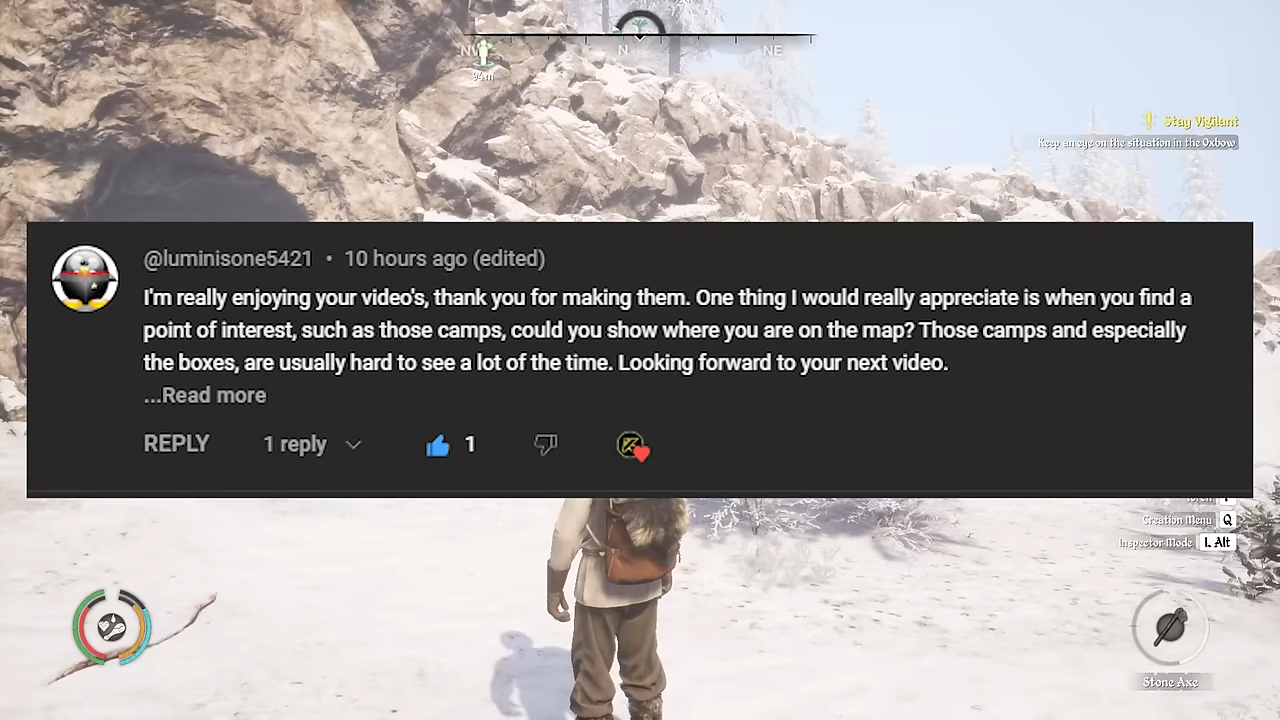 N
NE
94m
Stay Vigilant
Keep an eye on the situation in the Oxbow
@luminisone5421 • 10 hours ago (edited)
I'm really enjoying your video's, thank you for making them. One thing I would really appreciate is when you find a
point of interest, such as those camps, could you show where you are on the map? Those camps and especially
the boxes, are usually hard to see a lot of the time. Looking forward to your next video.
...Read more
REPLY
1 reply
1
Creation Menu Q
Inspector Mode l. Alt
Stone Axe